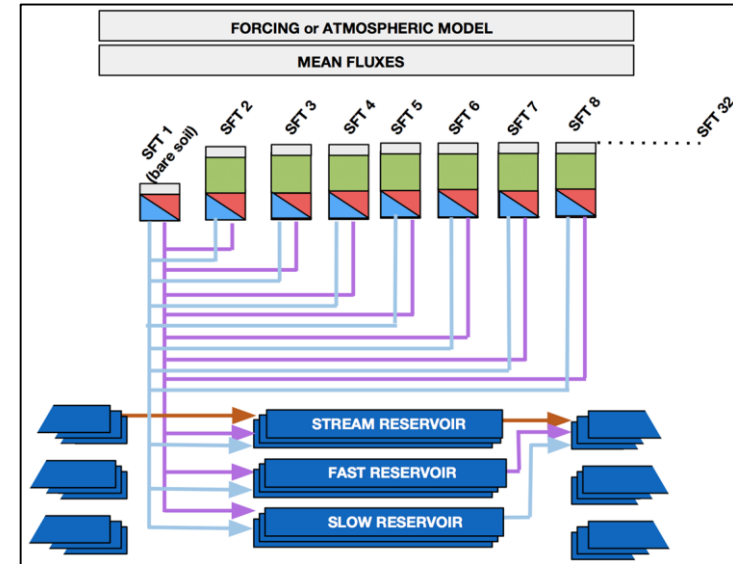 FORCING or ATMOSPHERIC MODEL
MEAN FLUXES
SFT 1
(bare soil)
SFT 2
SFT 3
SFT 4
SFT 5
SFT 6
SFT 7
SFT 8
SFT 32
STREAM RESERVOIR
FAST RESERVOIR
SLOW RESERVOIR